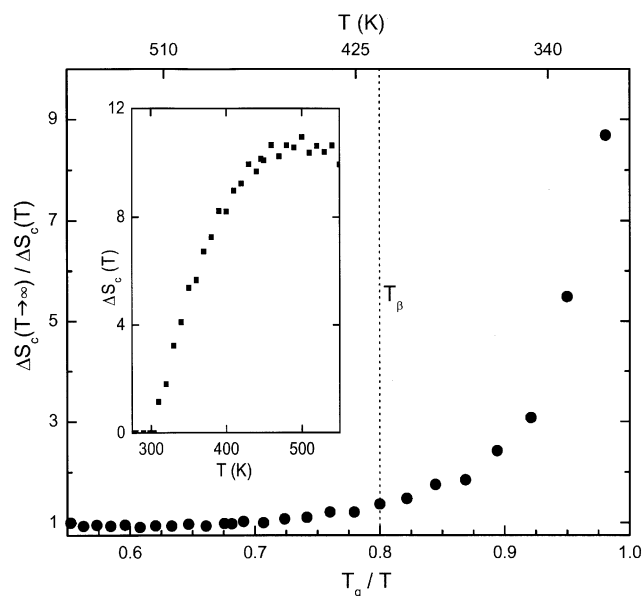 T (K)
510 425 340
ΔS_c(T→∞) / ΔS_c(T)
9
7
5
3
1
0.6 0.7 0.8 0.9 1.0
T_g / T
T_β
ΔS_c (T)
12
8
4
0
300 400 500
T (K)